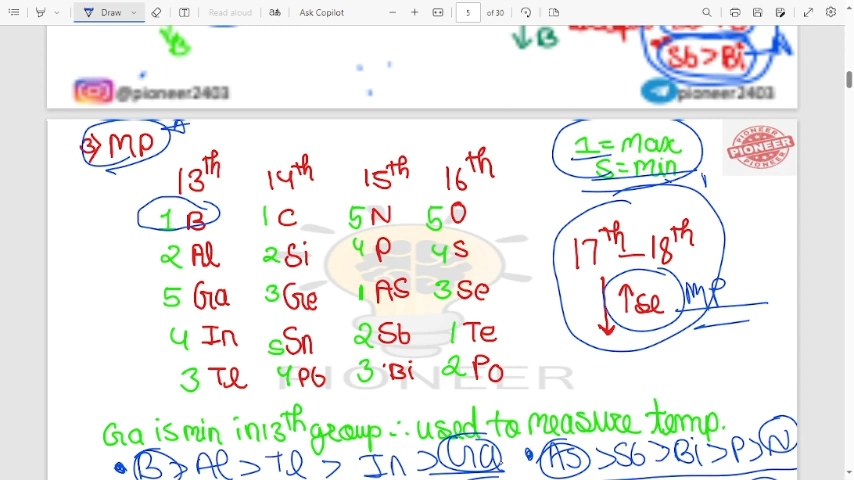 Draw
Read aloud
Ask Copilot
5 of 30
B
B
Sb > Bi
@pioneer2403
pioneer2403
3) MP
1 = max
5 = min
PIONEER
13th 14th 15th 16th
1 B 1 C 5 N 5 O
2 Al 2 Si 4 P 4 S
5 Ga 3 Ge 1 AS 3 Se
4 In 5 Sn 2 Sb 1 Te
3 Tl 4 Pb 3 Bi 2 Po
17th - 18th
↓ ↑ se MP
PIONEER
Ga is min in 13th group ∴ used to measure temp.
• B > Al > Tl > In > Ga • AS > Sb > Bi > P > N